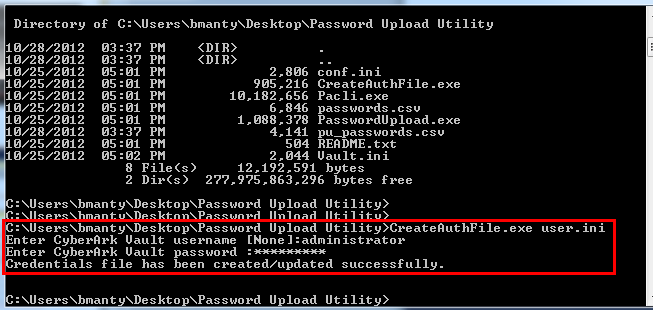 Directory of C:\Users\bmanty\Desktop\Password Upload Utility
10/28/2012  03:37 PM    <DIR>          .
10/28/2012  03:37 PM    <DIR>          ..
10/25/2012  05:01 PM             2,806 conf.ini
10/25/2012  05:01 PM           905,216 CreateAuthFile.exe
10/25/2012  05:01 PM        10,182,656 Pacli.exe
10/25/2012  05:01 PM             6,846 passwords.csv
10/25/2012  05:01 PM         1,088,378 PasswordUpload.exe
10/28/2012  03:37 PM             4,141 pu_passwords.csv
10/25/2012  05:01 PM               504 README.txt
10/25/2012  05:02 PM             2,044 Vault.ini
8 File(s)     12,192,591 bytes
2 Dir(s)  277,975,863,296 bytes free
C:\Users\bmanty\Desktop\Password Upload Utility>
C:\Users\bmanty\Desktop\Password Upload Utility>
C:\Users\bmanty\Desktop\Password Upload Utility>CreateAuthFile.exe user.ini
Enter CyberArk Vault username [None]:administrator
Enter CyberArk Vault password :*********
Credentials file has been created/updated successfully.
C:\Users\bmanty\Desktop\Password Upload Utility>